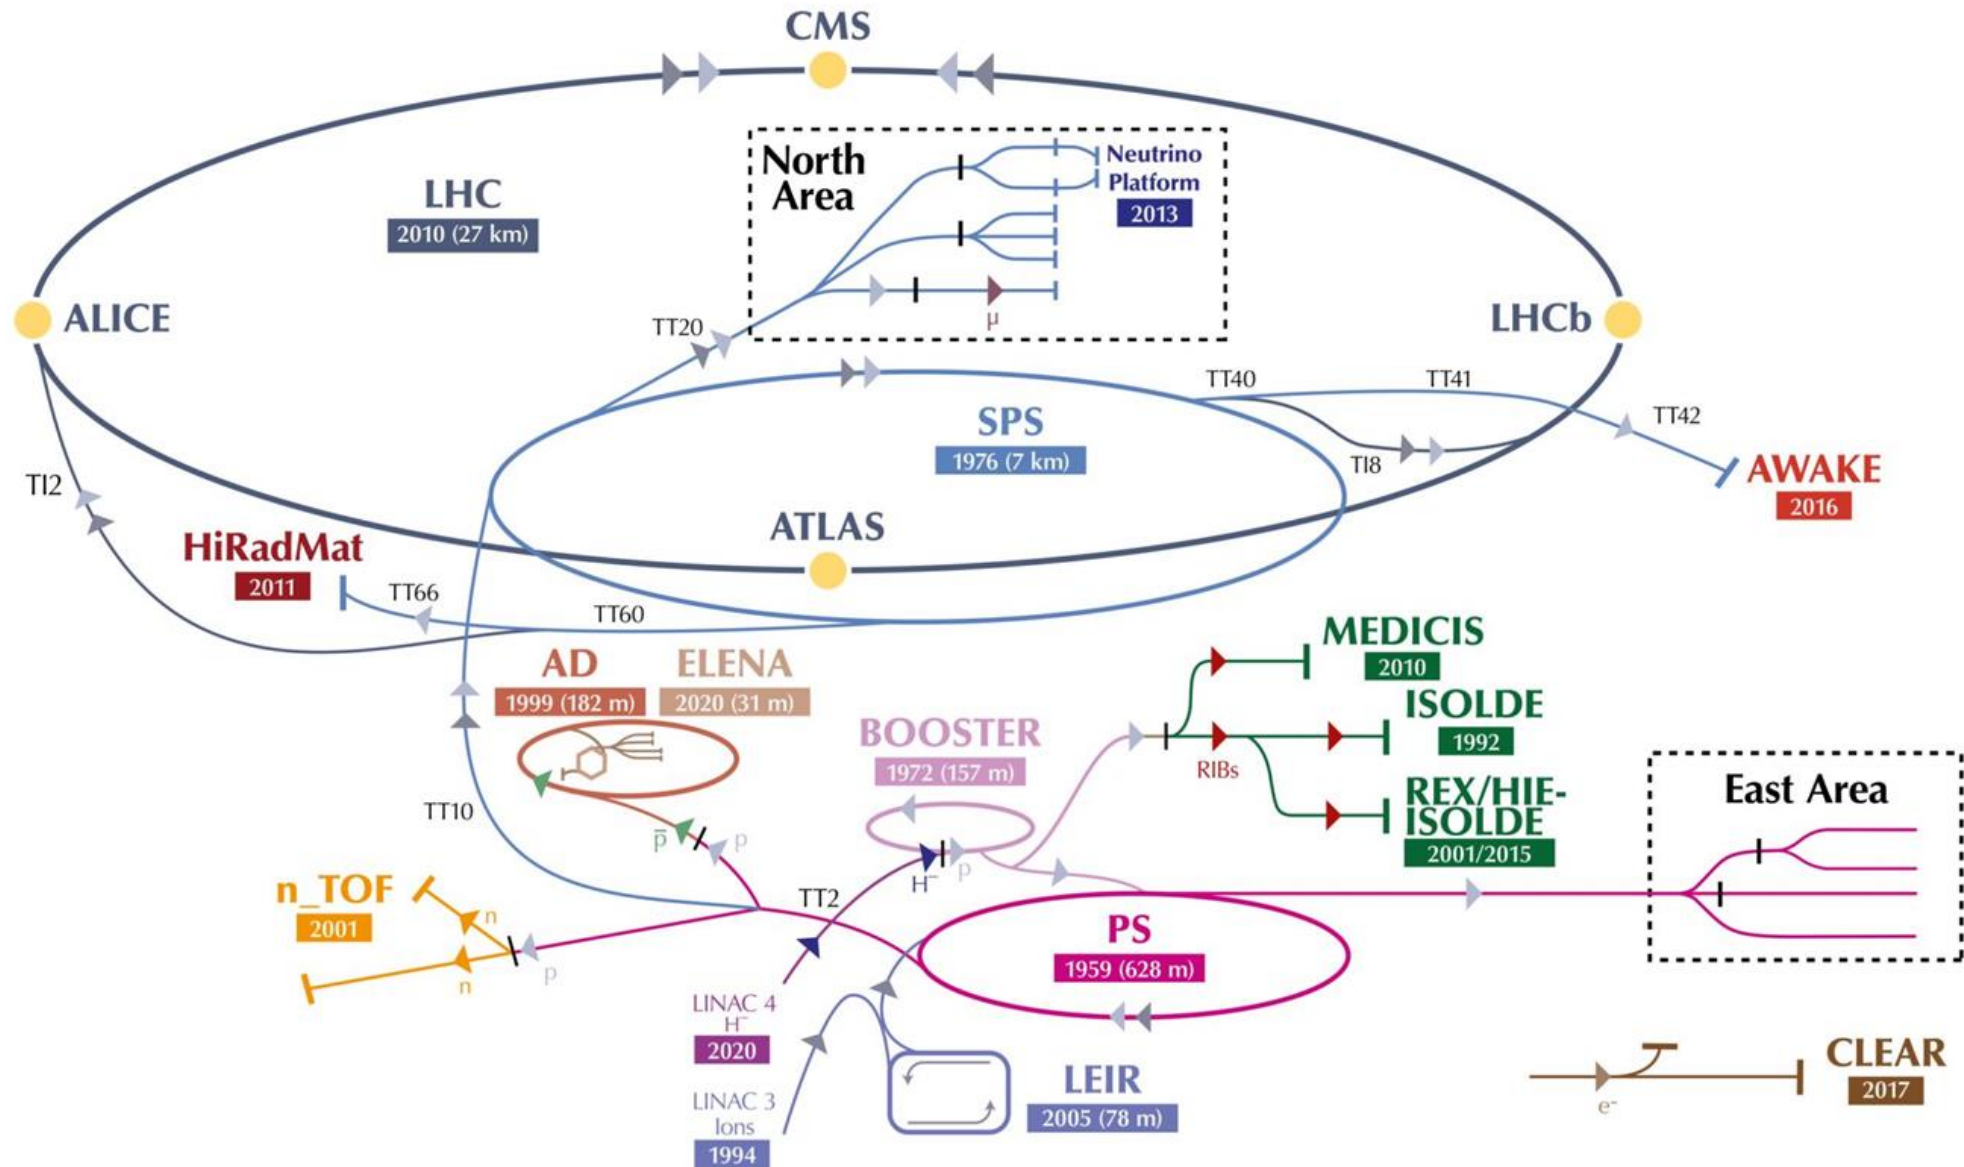 CMS
North
Area
Neutrino
Platform
2013
LHC
2010 (27 km)
µ
ALICE
LHCb
TT20
TT40
TT41
TT42
SPS
1976 (7 km)
TI8
AWAKE
2016
TI2
ATLAS
HiRadMat
2011
TT66
TT60
MEDICIS
2010
AD
1999 (182 m)
ELENA
2020 (31 m)
ISOLDE
1992
BOOSTER
1972 (157 m)
RIBs
REX/HIE-
ISOLDE
2001/2015
East Area
TT10
p̅
p
H⁻
p
n_TOF
2001
n
n
p
TT2
PS
1959 (628 m)
LINAC 4
H⁻
2020
LINAC 3
Ions
1994
LEIR
2005 (78 m)
e-
CLEAR
2017